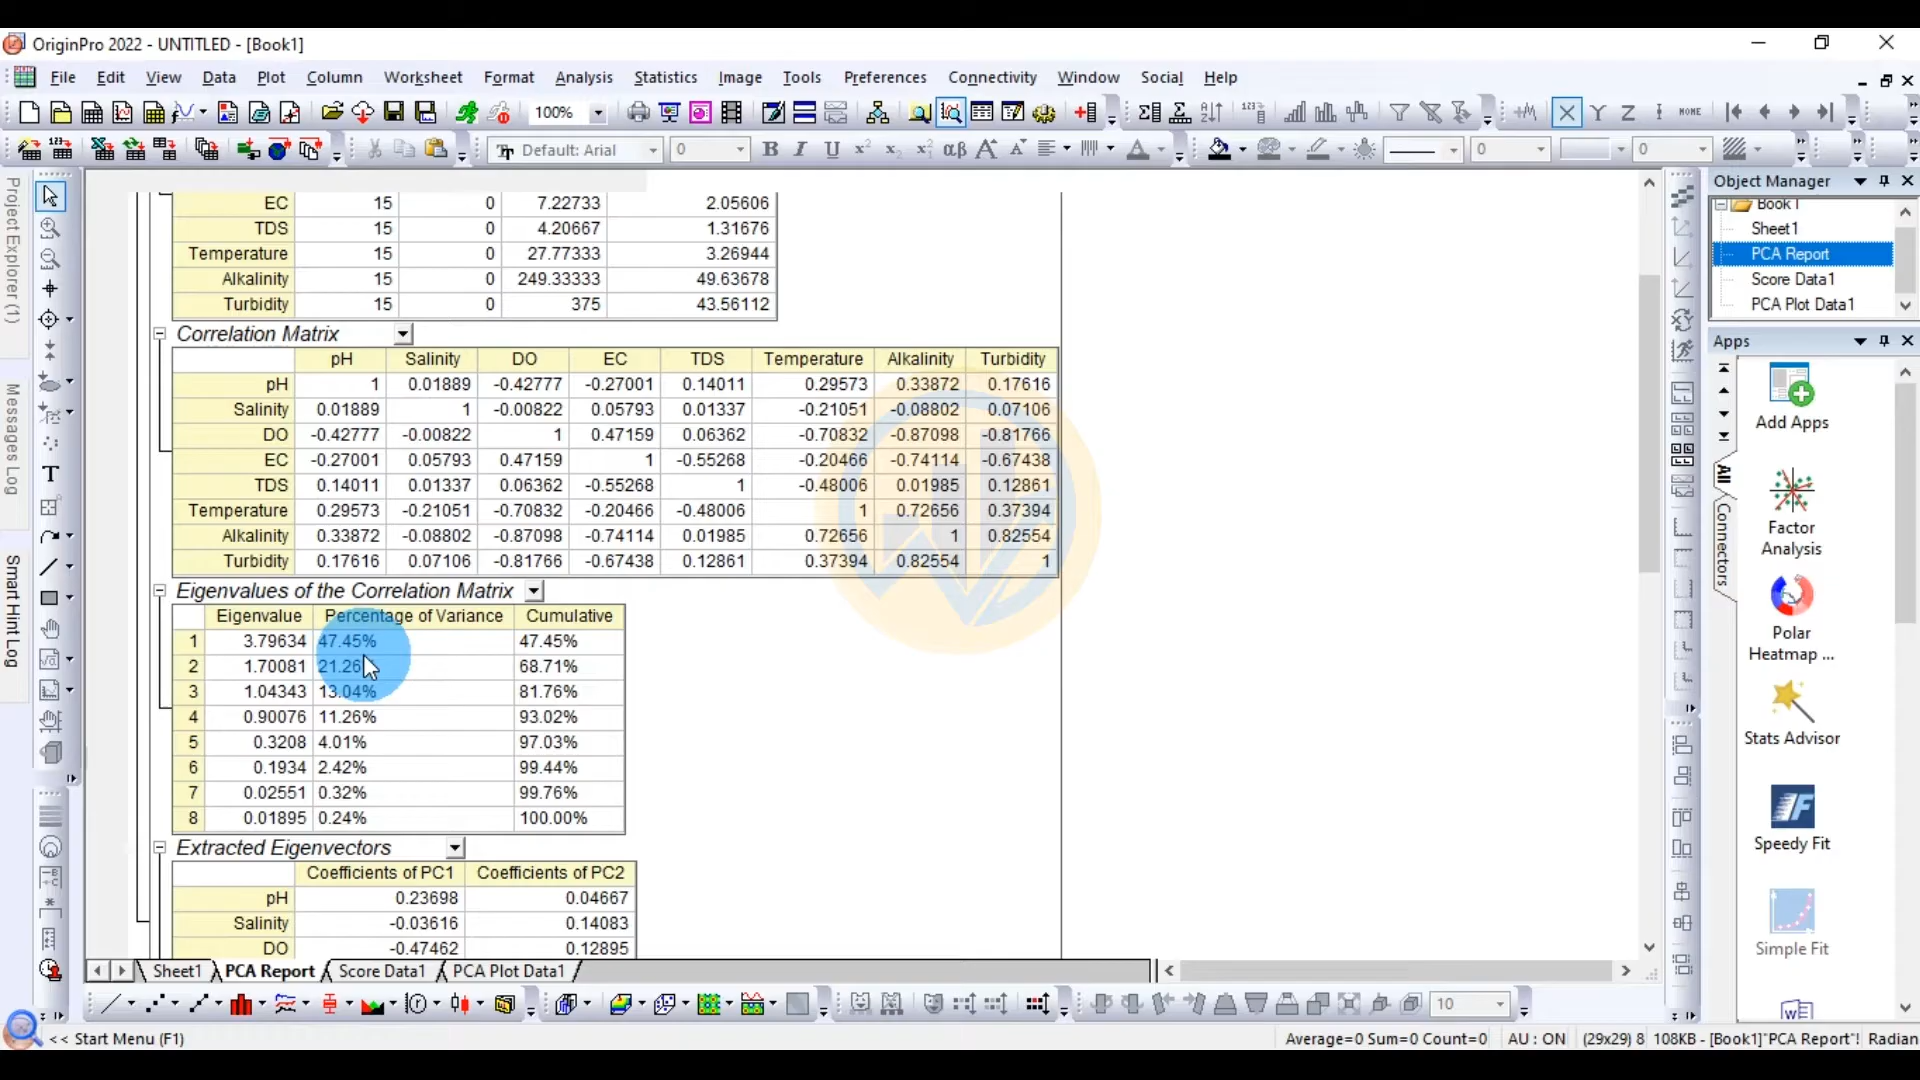 OriginPro 2022 - UNTITLED - [Book1]
File Edit View Data Plot Column Worksheet Format Analysis Statistics Image Tools Preferences Connectivity Window Social Help
100%
Default: Arial 0 B I U αβ A 0 0
Project Explorer (1)
Messages Log
Smart Hint Log
EC 15 0 7.22733 2.05606
TDS 15 0 4.20667 1.31676
Temperature 15 0 27.77333 3.26944
Alkalinity 15 0 249.33333 49.63678
Turbidity 15 0 375 43.56112
Correlation Matrix
pH Salinity DO EC TDS Temperature Alkalinity Turbidity
pH 1 0.01889 -0.42777 -0.27001 0.14011 0.29573 0.33872 0.17616
Salinity 0.01889 1 -0.00822 0.05793 0.01337 -0.21051 -0.08802 0.07106
DO -0.42777 -0.00822 1 0.47159 0.06362 -0.70832 -0.87098 -0.81766
EC -0.27001 0.05793 0.47159 1 -0.55268 -0.20466 -0.74114 -0.67438
TDS 0.14011 0.01337 0.06362 -0.55268 1 -0.48006 0.01985 0.12861
Temperature 0.29573 -0.21051 -0.70832 -0.20466 -0.48006 1 0.72656 0.37394
Alkalinity 0.33872 -0.08802 -0.87098 -0.74114 0.01985 0.72656 1 0.82554
Turbidity 0.17616 0.07106 -0.81766 -0.67438 0.12861 0.37394 0.82554 1
Eigenvalues of the Correlation Matrix
Eigenvalue Percentage of Variance Cumulative
1 3.79634 47.45% 47.45%
2 1.70081 21.26 68.71%
3 1.04343 13.04% 81.76%
4 0.90076 11.26% 93.02%
5 0.3208 4.01% 97.03%
6 0.1934 2.42% 99.44%
7 0.02551 0.32% 99.76%
8 0.01895 0.24% 100.00%
Extracted Eigenvectors
Coefficients of PC1 Coefficients of PC2
pH 0.23698 0.04667
Salinity -0.03616 0.14083
DO -0.47462 0.12895
Sheet1 PCA Report Score Data1 PCA Plot Data1
Object Manager
Book1
Sheet1
PCA Report
Score Data1
PCA Plot Data1
Apps
All
Connectors
Add Apps
Factor Analysis
Polar Heatmap ...
Stats Advisor
Speedy Fit
Simple Fit
10
<< Start Menu (F1)
Average=0 Sum=0 Count=0 AU : ON (29x29) 8 108KB - [Book1]"PCA Report"! Radian